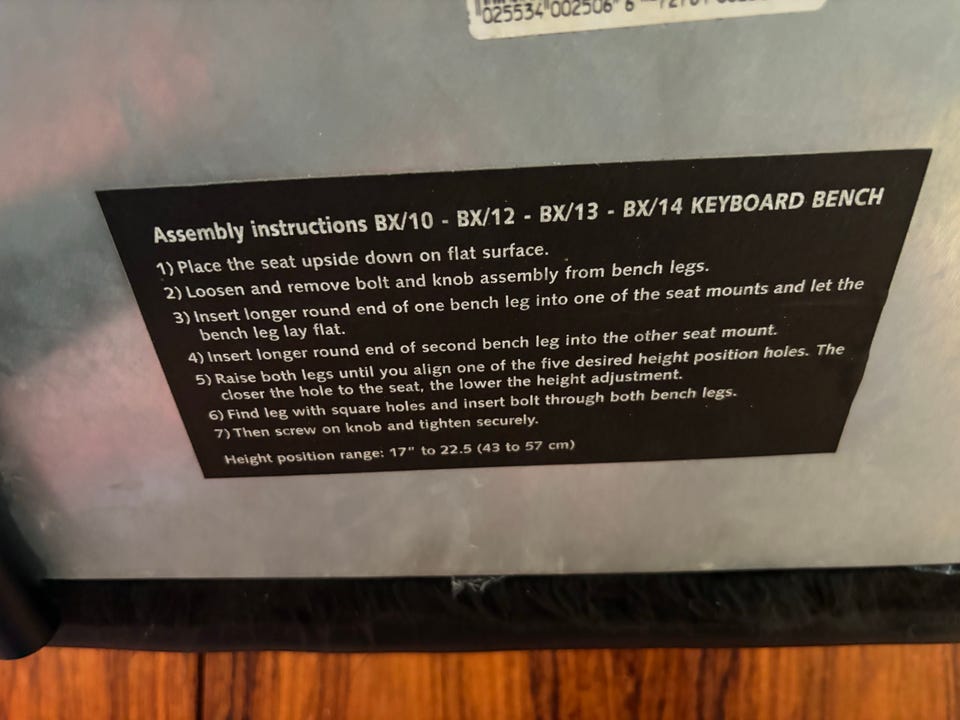 025534 002506 6
Assembly instructions BX/10 - BX/12 - BX/13 - BX/14 KEYBOARD BENCH
1) Place the seat upside down on flat surface.
2) Loosen and remove bolt and knob assembly from bench legs.
3) Insert longer round end of one bench leg into one of the seat mounts and let the
bench leg lay flat.
4) Insert longer round end of second bench leg into the other seat mount.
5) Raise both legs until you align one of the five desired height position holes. The
closer the hole to the seat, the lower the height adjustment.
6) Find leg with square holes and insert bolt through both bench legs.
7) Then screw on knob and tighten securely.
Height position range: 17" to 22.5 (43 to 57 cm)